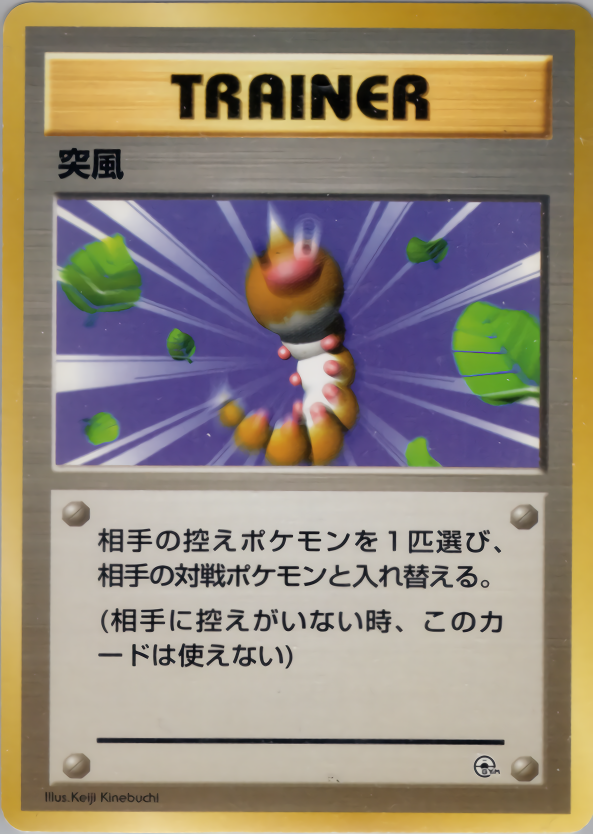 TRAINER
突風
相手の控えポケモンを1匹選び、
相手の対戦ポケモンと入れ替える。
(相手に控えがいない時、このカ
ードは使えない)
GYM
Illus.Keiji Kinebuchi